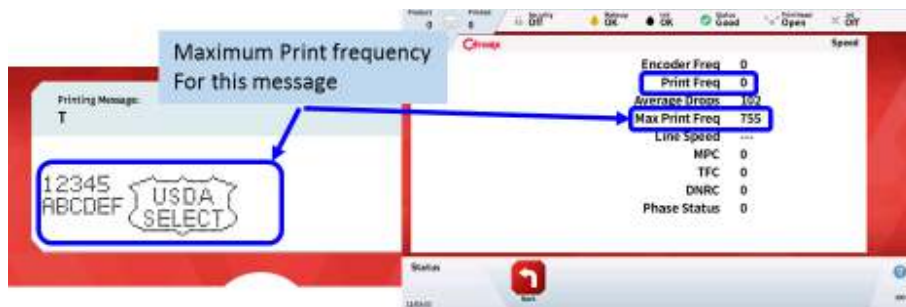 Product
0
Printed
0
Security
Off
Makeup
OK
Ink
OK
Status
Good
Printhead
Open
Jet
Off
Maximum Print frequency
For this message
Printing Message:
T
12345
ABCDEF
USDA
SELECT
Citronix
Speed
Encoder Freq 0
Print Freq 0
Average Drops 102
Max Print Freq 755
Line Speed ---
MPC 0
TFC 0
DNRC 0
Phase Status 0
Status
Back